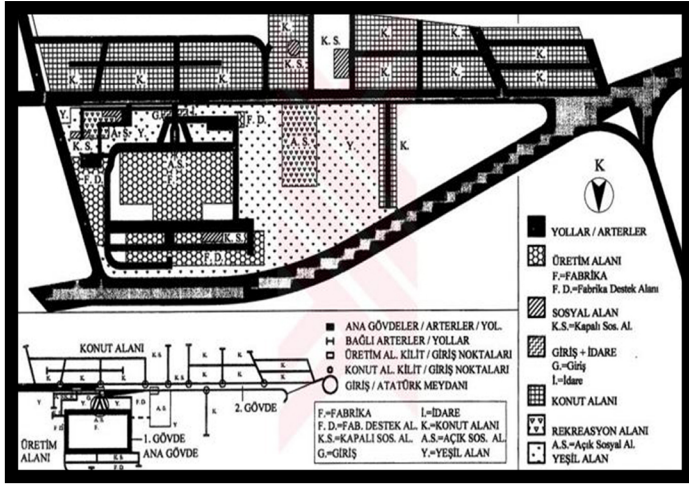 K.
K. S.
K.
K.
K. S.
K.
K.
K.
K.
K.
K.
K.
K.
Y.
A. S.
Y.
G.
F. D.
K. S.
A. S.
A. S.
F.
Y.
K.
F. D.
K. S.
F. D.
K
YOLLAR / ARTERLER
ÜRETİM ALANI
F.=FABRİKA
F. D.=Fabrika Destek Alanı
SOSYAL ALAN
K.S.=Kapalı Sos. Al.
GİRİŞ + İDARE
G.=Giriş
İ.=İdare
KONUT ALANI
REKREASYON ALANI
A.S.=Açık Sosyal Al.
YEŞİL ALAN
ANA GÖVDELER / ARTERLER / YOL.
BAĞLI ARTERLER / YOLLAR
ÜRETİM AL. KİLİT / GİRİŞ NOKTALARI
KONUT AL. KİLİT / GİRİŞ NOKTALARI
GİRİŞ / ATATÜRK MEYDANI
F.=FABRİKA İ.=İDARE
F. D.=FAB. DESTEK AL. K.=KONUT ALANI
K.S.=KAPALI SOS. AL. A.S.=AÇIK SOS. AL.
G.=GİRİŞ Y.=YEŞİL ALAN
KONUT ALANI
2. GÖVDE
ÜRETİM
ALANI
1. GÖVDE
ANA GÖVDE